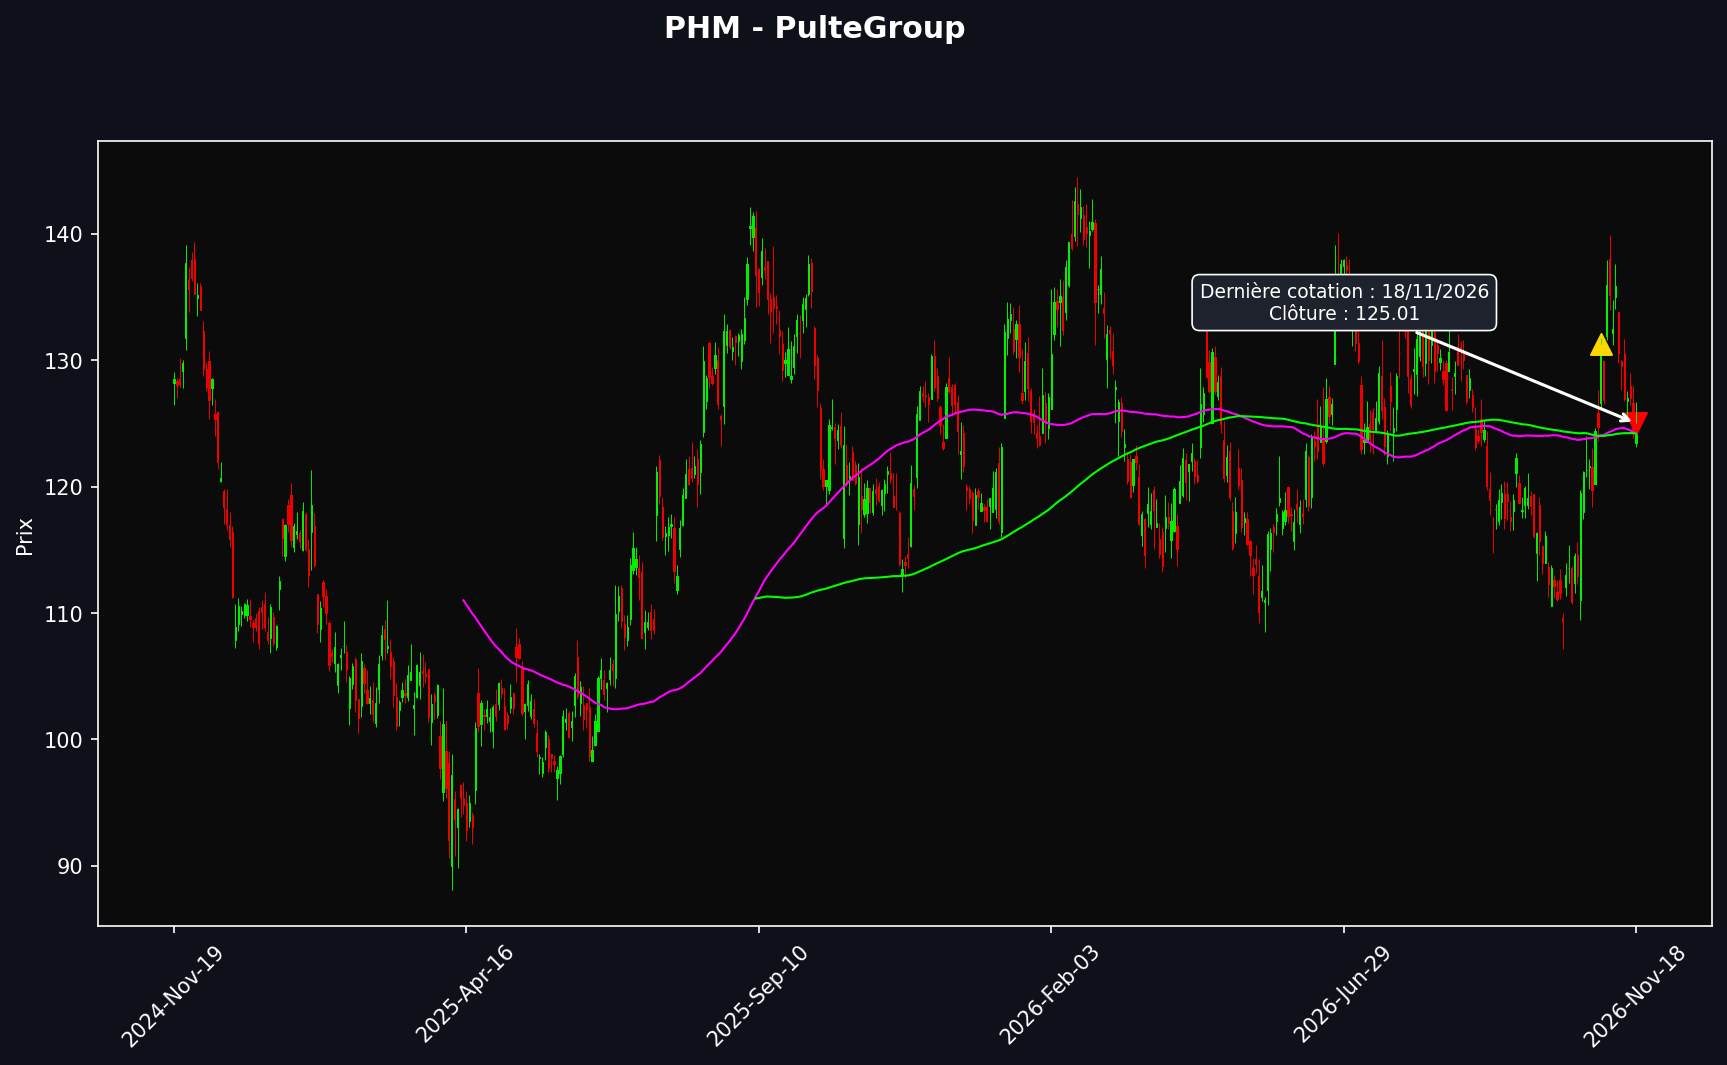 PHM - PulteGroup
140
130
120
110
100
90
Prix
Dernière cotation : 18/11/2026
Clôture : 125.01
2024-Nov-19
2025-Apr-16
2025-Sep-10
2026-Feb-03
2026-Jun-29
2026-Nov-18